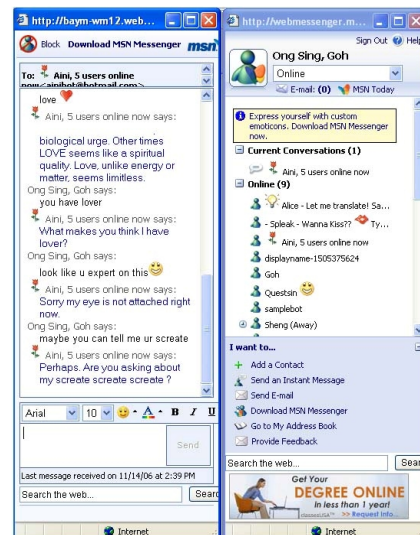 http://baym-wm12.web...
Block Download MSN Messenger msn
To: Aini, 5 users online
now <ainibot@hotmail.com>
love
Aini, 5 users online now says:
biological urge. Other times
LOVE seems like a spiritual
quality. Love, unlike energy or
matter, seems limitless.
Ong Sing, Goh says:
you have lover
Aini, 5 users online now says:
What makes you think I have
lover?
Ong Sing, Goh says:
look like u expert on this
Aini, 5 users online now says:
Sorry my eye is not attached right
now.
Ong Sing, Goh says:
maybe you can tell me ur screate
Aini, 5 users online now says:
Perhaps. Are you asking about
my screate screate screate ?
Arial 10 A B I U
Send
Last message received on 11/14/06 at 2:39 PM
Search the web... Searc
Internet
http://webmessenger.m...
Sign Out Help
Ong Sing, Goh
Online
E-mail: (0) MSN Today
Express yourself with custom
emoticons. Download MSN Messenger
now.
Current Conversations (1)
Aini, 5 users online now
Online (9)
Alice - Let me translate! Sa...
- Spleak - Wanna Kiss?? Ty...
Aini, 5 users online now
displayname-1505375624
Goh
Questsin
samplebot
Sheng (Away)
I want to...
Add a Contact
Send an Instant Message
Send E-mail
Download MSN Messenger
Go to My Address Book
Provide Feedback
Search the web... Sear
Get Your
DEGREE ONLINE
in less than 1 year!
>> Request Info...
Internet